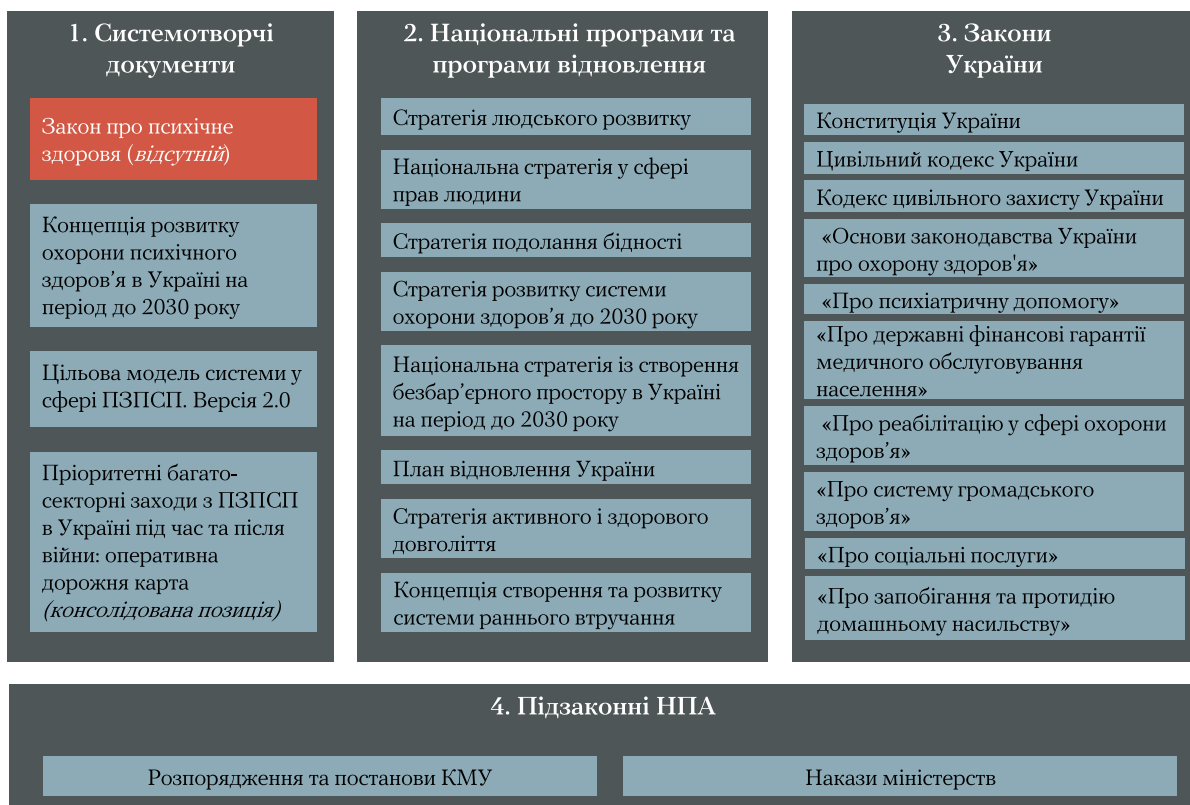 1. Системотворчі
документи
Закон про психічне
здоровя (відсутній)
Концепція розвитку
охорони психічного
здоров’я в Україні на
період до 2030 року
Цільова модель системи у
сфері ПЗПСП. Версія 2.0
Пріоритетні багато-
секторні заходи з ПЗПСП
в Україні під час та після
війни: оперативна
дорожня карта
(консолідована позиція)
2. Національні програми та
програми відновлення
Стратегія людського розвитку
Національна стратегія у сфері
прав людини
Стратегія подолання бідності
Стратегія розвитку системи
охорони здоров’я до 2030 року
Національна стратегія із створення
безбар’єрного простору в Україні
на період до 2030 року
План відновлення України
Стратегія активного і здорового
довголіття
Концепція створення та розвитку
системи раннього втручання
3. Закони
України
Конституція України
Цивільний кодекс України
Кодекс цивільного захисту України
«Основи законодавства України
про охорону здоров'я»
«Про психіатричну допомогу»
«Про державні фінансові гарантії
медичного обслуговування
населення»
«Про реабілітацію у сфері охорони
здоров’я»
«Про систему громадського
здоров’я»
«Про соціальні послуги»
«Про запобігання та протидію
домашньому насильству»
4. Підзаконні НПА
Розпорядження та постанови КМУ
Накази міністерств